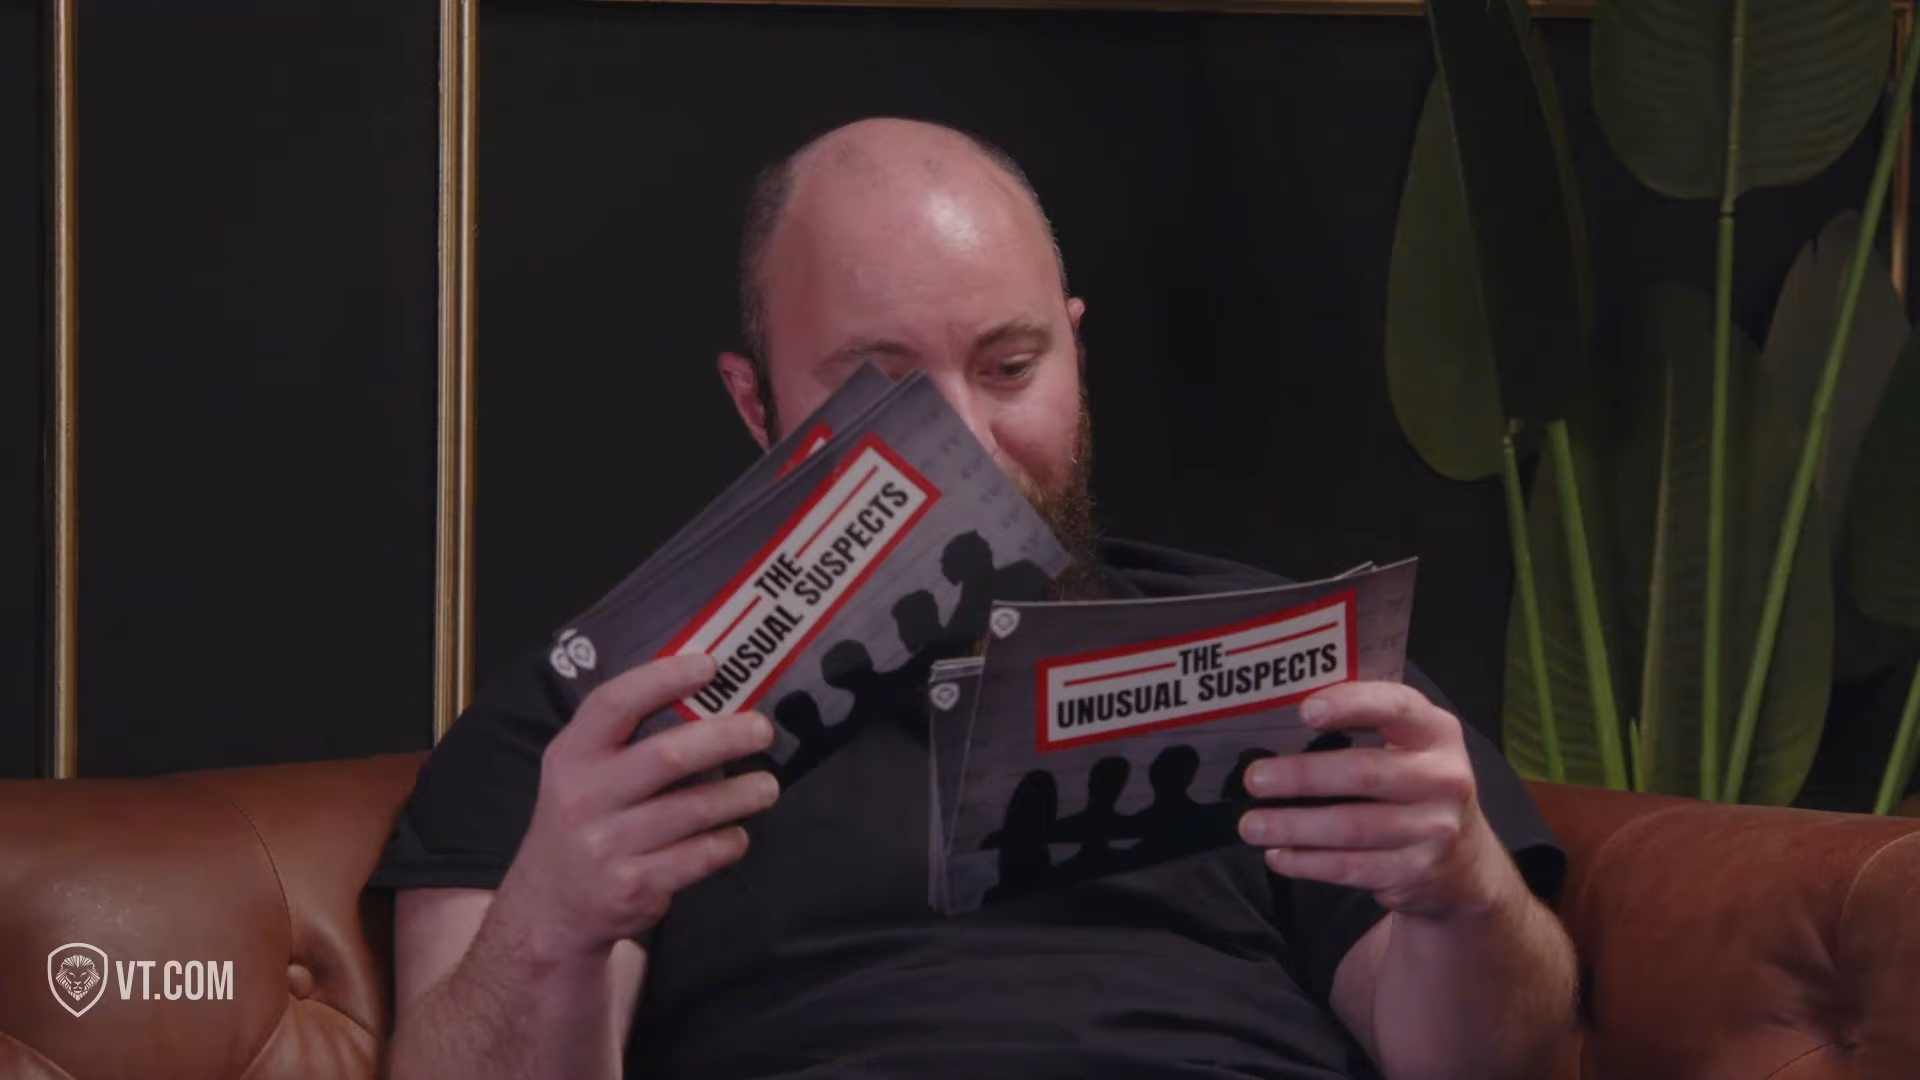 THE
UNUSUAL SUSPECTS
THE
UNUSUAL SUSPECTS
VT.COM